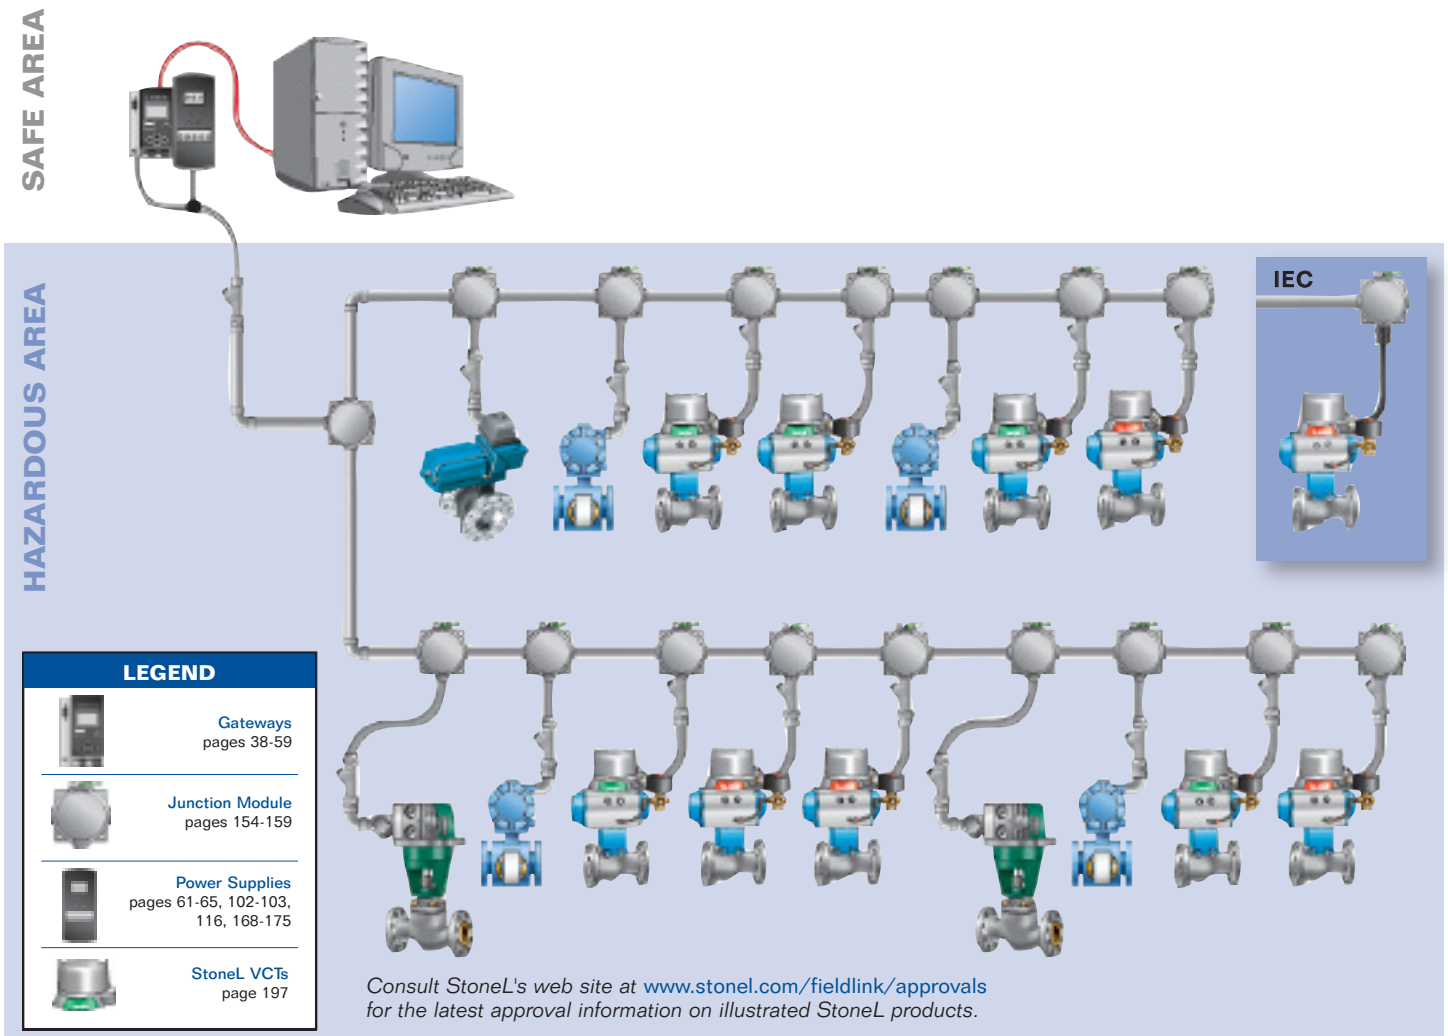 SAFE AREA
HAZARDOUS AREA
IEC
LEGEND
Gateways
pages 38-59
Junction Module
pages 154-159
Power Supplies
pages 61-65, 102-103,
116, 168-175
StoneL VCTs
page 197
Consult StoneL's web site at www.stonel.com/fieldlink/approvals
for the latest approval information on illustrated StoneL products.